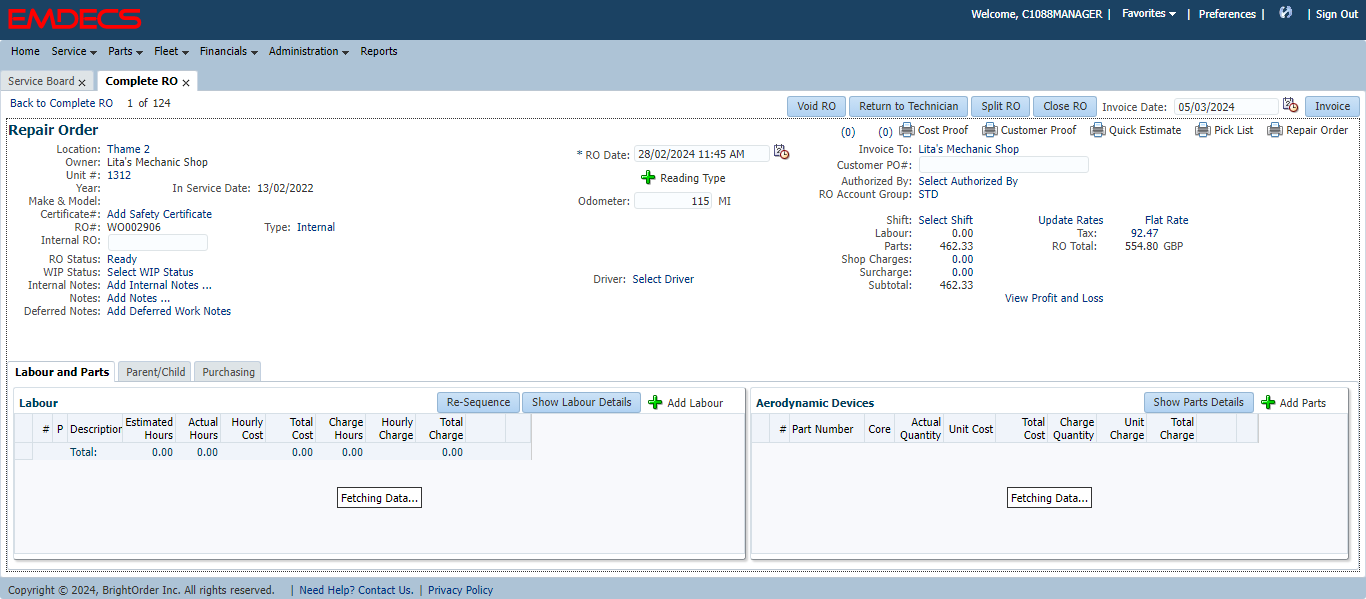 EMDECS
Welcome, C1088MANAGER | Favorites | Preferences | | Sign Out
Home Service Parts Fleet Financials Administration Reports
Service Board x Complete RO x
Back to Complete RO 1 of 124
Void RO Return to Technician Split RO Close RO Invoice Date: 05/03/2024 Invoice
Repair Order
(0) (0) Cost Proof Customer Proof Quick Estimate Pick List Repair Order
Location: Thame 2
Owner: Lita's Mechanic Shop
Unit #: 1312
Year: In Service Date: 13/02/2022
Make & Model:
Certificate#: Add Safety Certificate
RO#: WO002906 Type: Internal
Internal RO:
RO Status: Ready
WIP Status: Select WIP Status
Internal Notes: Add Internal Notes ...
Notes: Add Notes ...
Deferred Notes: Add Deferred Work Notes
* RO Date: 28/02/2024 11:45 AM
Reading Type
Odometer: 115 MI
Driver: Select Driver
Invoice To: Lita's Mechanic Shop
Customer PO#:
Authorized By: Select Authorized By
RO Account Group: STD
Shift: Select Shift Update Rates Flat Rate
Labour: 0.00 Tax: 92.47
Parts: 462.33 RO Total: 554.80 GBP
Shop Charges: 0.00
Surcharge: 0.00
Subtotal: 462.33
View Profit and Loss
Labour and Parts Parent/Child Purchasing
Labour Re-Sequence Show Labour Details Add Labour
# P Description Estimated Hours Actual Hours Hourly Cost Total Cost Charge Hours Hourly Charge Total Charge
Total: 0.00 0.00 0.00 0.00 0.00
Fetching Data...
Aerodynamic Devices Show Parts Details Add Parts
# Part Number Core Actual Quantity Unit Cost Total Cost Charge Quantity Unit Charge Total Charge
Fetching Data...
Copyright © 2024, BrightOrder Inc. All rights reserved. | Need Help? Contact Us. | Privacy Policy